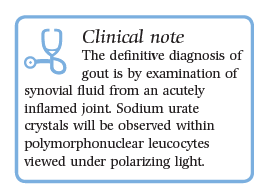 Clinical note
The definitive diagnosis of
gout is by examination of
synovial fluid from an acutely
inflamed joint. Sodium urate
crystals will be observed within
polymorphonuclear leucocytes
viewed under polarizing light.